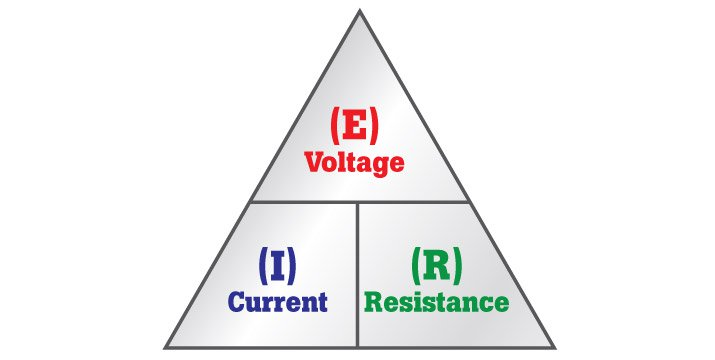 (E)
Voltage
(I)
Current
(R)
Resistance